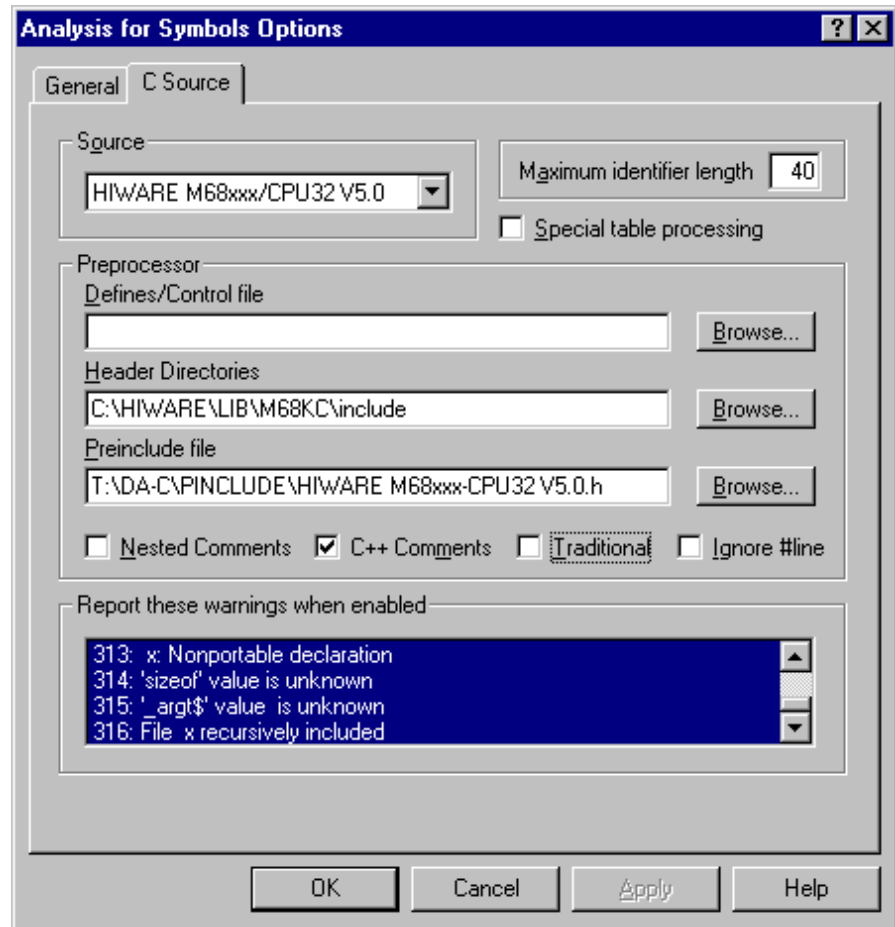 Analysis for Symbols Options
General
C Source
Source
HIWARE M68xxx/CPU32 V5.0
Maximum identifier length 40
Special table processing
Preprocessor
Defines/Control file
Browse...
Header Directories
C:\HIWARE\LIB\M68KC\include
Browse...
Preinclude file
T:\DA-C\PINCLUDE\HIWARE M68xxx-CPU32 V5.0.h
Browse...
Nested Comments
C++ Comments
Traditional
Ignore #line
Report these warnings when enabled
313:  x: Nonportable declaration
314: 'sizeof' value is unknown
315: '_argt$' value  is unknown
316: File  x recursively included
OK
Cancel
Apply
Help